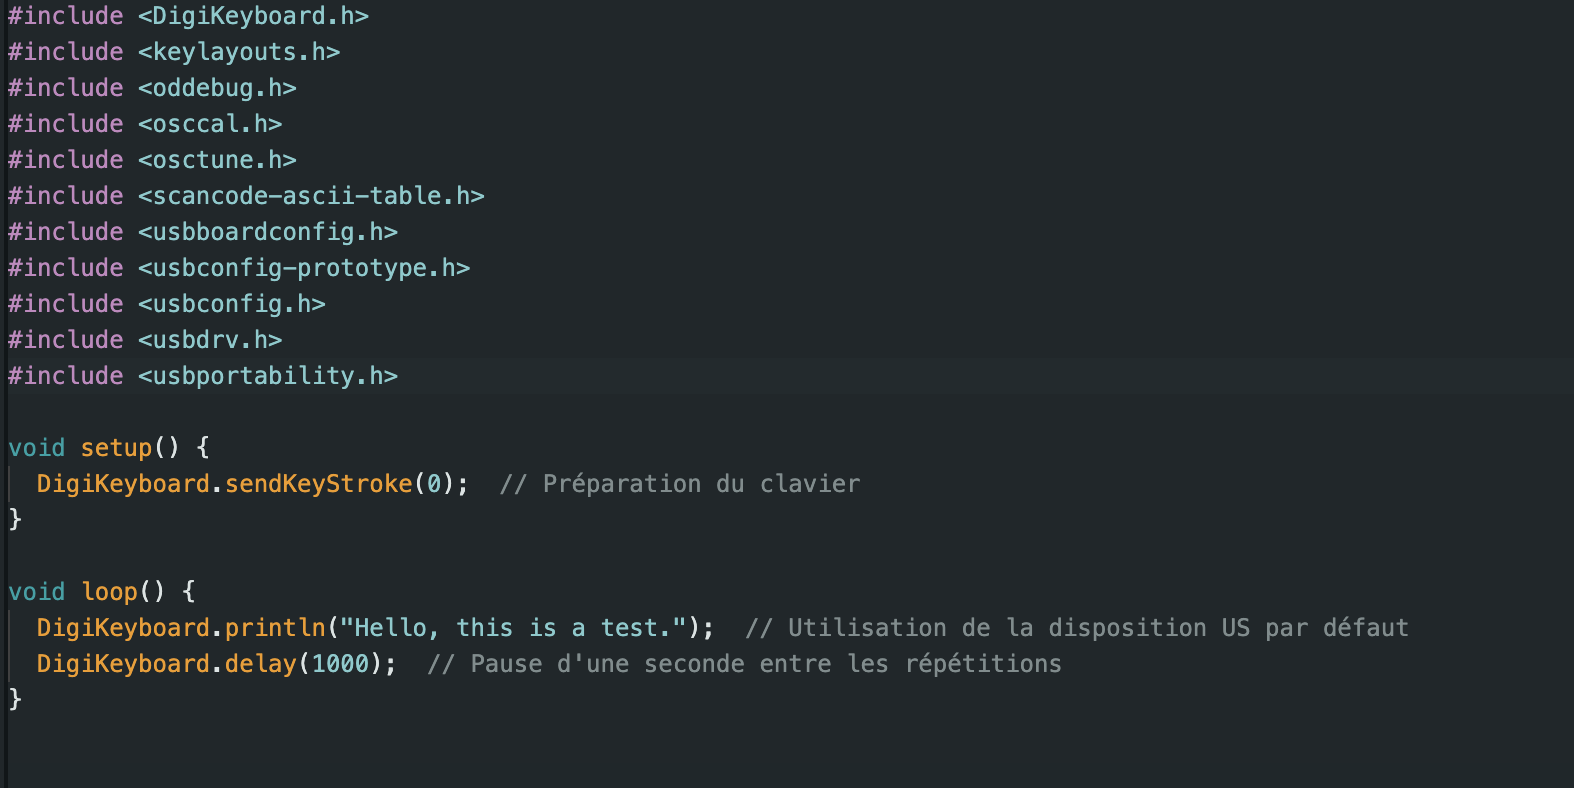 #include <DigiKeyboard.h>
#include <keylayouts.h>
#include <oddebug.h>
#include <osccal.h>
#include <osctune.h>
#include <scancode-ascii-table.h>
#include <usbboardconfig.h>
#include <usbconfig-prototype.h>
#include <usbconfig.h>
#include <usbdrv.h>
#include <usbportability.h>

void setup() {
  DigiKeyboard.sendKeyStroke(0);  // Préparation du clavier
}

void loop() {
  DigiKeyboard.println("Hello, this is a test.");  // Utilisation de la disposition US par défaut
  DigiKeyboard.delay(1000);  // Pause d'une seconde entre les répétitions
}